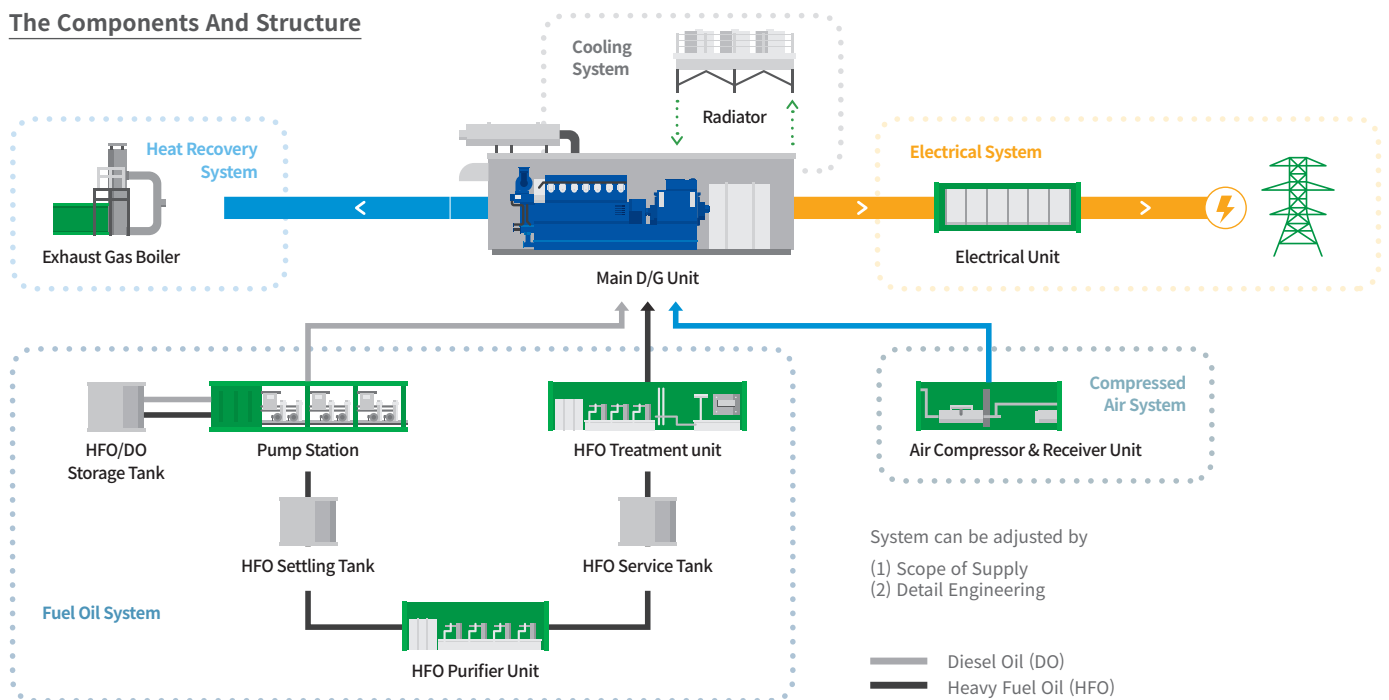 The Components And Structure
Cooling
System
Radiator
Heat Recovery
System
Exhaust Gas Boiler
Main D/G Unit
Electrical System
Electrical Unit
HFO/DO
Storage Tank
Pump Station
HFO Treatment unit
Compressed
Air System
Air Compressor & Receiver Unit
HFO Settling Tank
HFO Service Tank
Fuel Oil System
HFO Purifier Unit
System can be adjusted by
(1) Scope of Supply
(2) Detail Engineering
Diesel Oil (DO)
Heavy Fuel Oil (HFO)